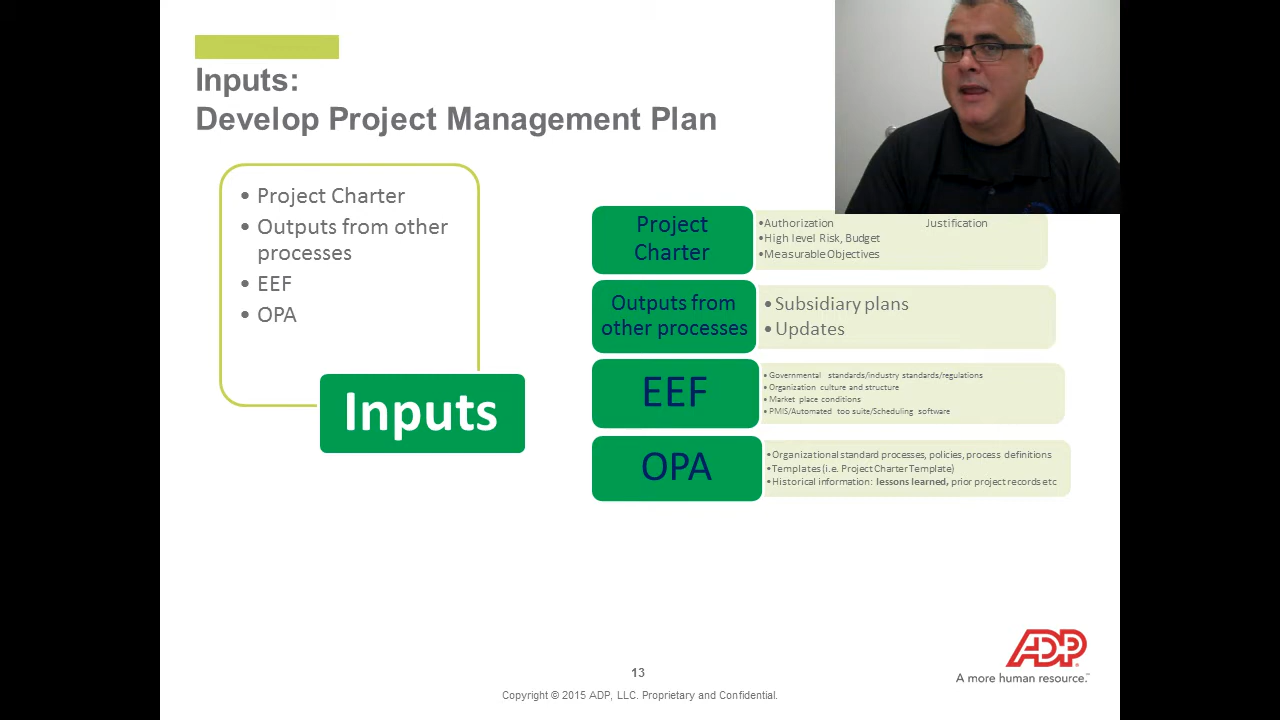 Inputs:
Develop Project Management Plan
• Project Charter
• Outputs from other
processes
• EEF
• OPA
Inputs
Project
Charter
•Authorization Justification
•High level Risk, Budget
•Measurable Objectives
Outputs from
other processes
• Subsidiary plans
• Updates
EEF
• Governmental standards/industry standards/regulations
• Organization culture and structure
• Market place conditions
• PMIS/Automated too suite/Scheduling software
OPA
•Organizational standard processes, policies, process definitions
•Templates (i.e. Project Charter Template)
•Historical information: lessons learned, prior project records etc
ADP
A more human resource.™
13
Copyright © 2015 ADP, LLC. Proprietary and Confidential.